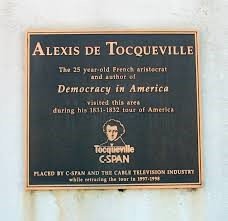 ALEXIS DE TOCQUEVILLE
The 25 year-old French aristocrat
and author of
Democracy in America
visited this area
during his 1831-1832 tour of America
Tocqueville
C-SPAN
PLACED BY C-SPAN AND THE CABLE TELEVISION INDUSTRY
while retracing the tour in 1997-1998